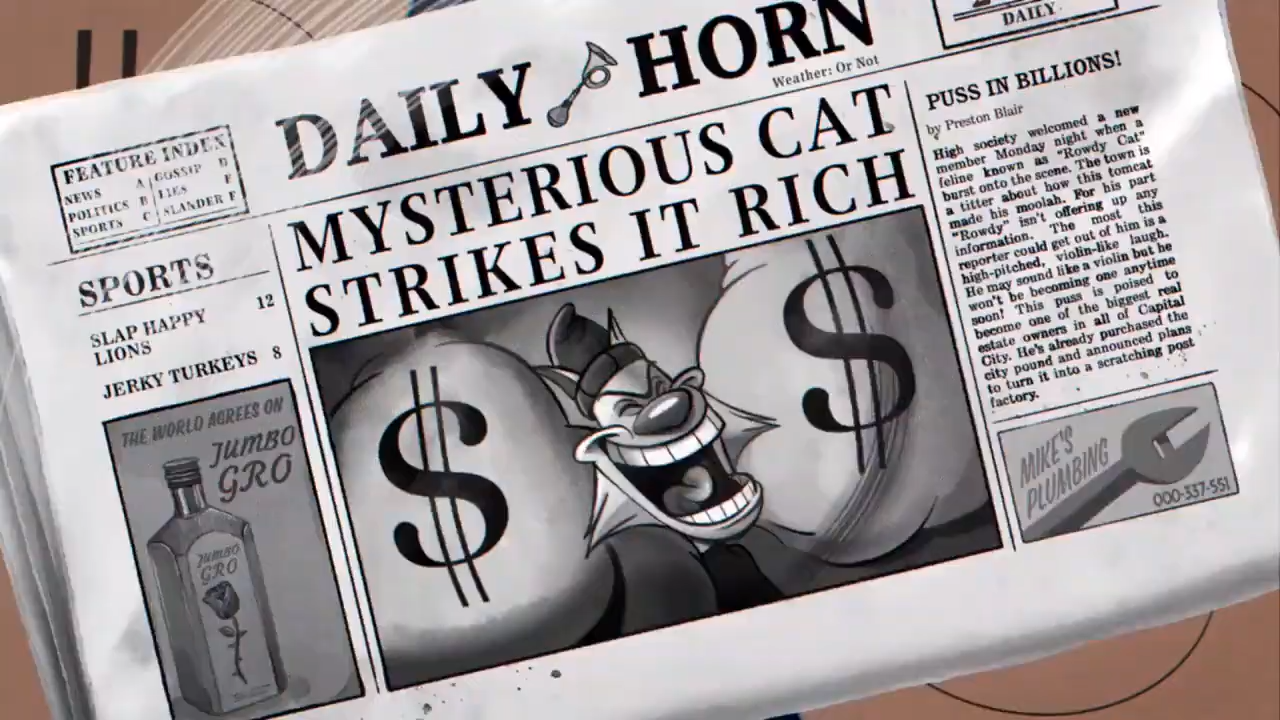 DAILY
DAILY HORN
Weather: Or Not
FEATURE INDEX
NEWS A
POLITICS B
SPORTS C
GOSSIP D
LIES E
SLANDER F
SPORTS
SLAP HAPPY 12
LIONS
JERKY TURKEYS 8
THE WORLD AGREES ON
JUMBO
GRO
JUMBO
GRO
MYSTERIOUS CAT
STRIKES IT RICH
$
$
PUSS IN BILLIONS!
by Preston Blair
High society welcomed a new
member Monday night when a
feline known as "Rowdy Cat"
burst onto the scene. The town is
a titter about how this tomcat
made his moolah. For his part
"Rowdy" isn't offering up any
information. The most this
reporter could get out of him is a
high-pitched, violin-like laugh.
He may sound like a violin but he
won't be becoming one anytime
soon! This puss is poised to
become one of the biggest real
estate owners in all of Capital
City. He's already purchased the
city pound and announced plans
to turn it into a scratching post
factory.
MIKE'S
PLUMBING
000-337-551